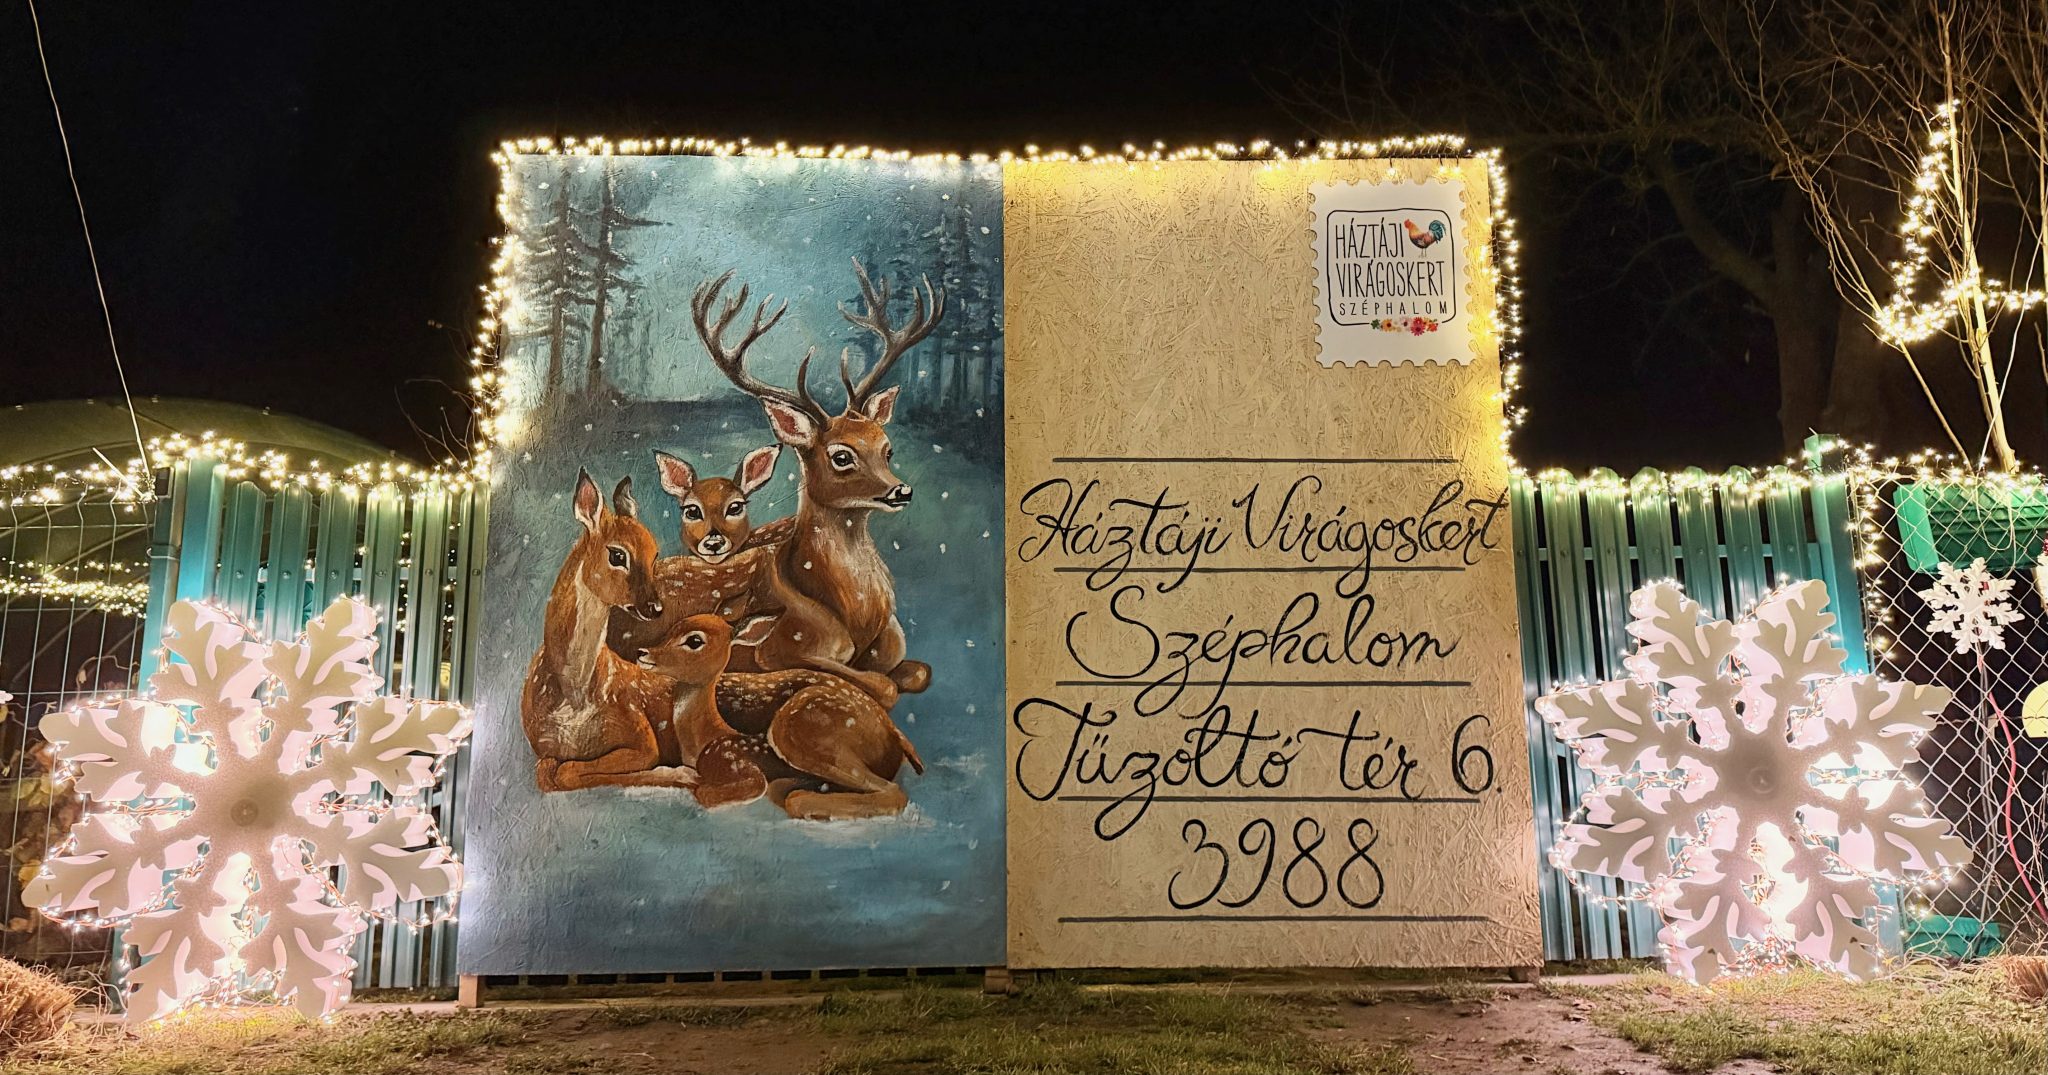 HÁZTÁJI
VIRÁGOSKERT
SZÉPHALOM
Háztáji Virágoskert
Széphalom
Tűzoltó tér 6.
3988